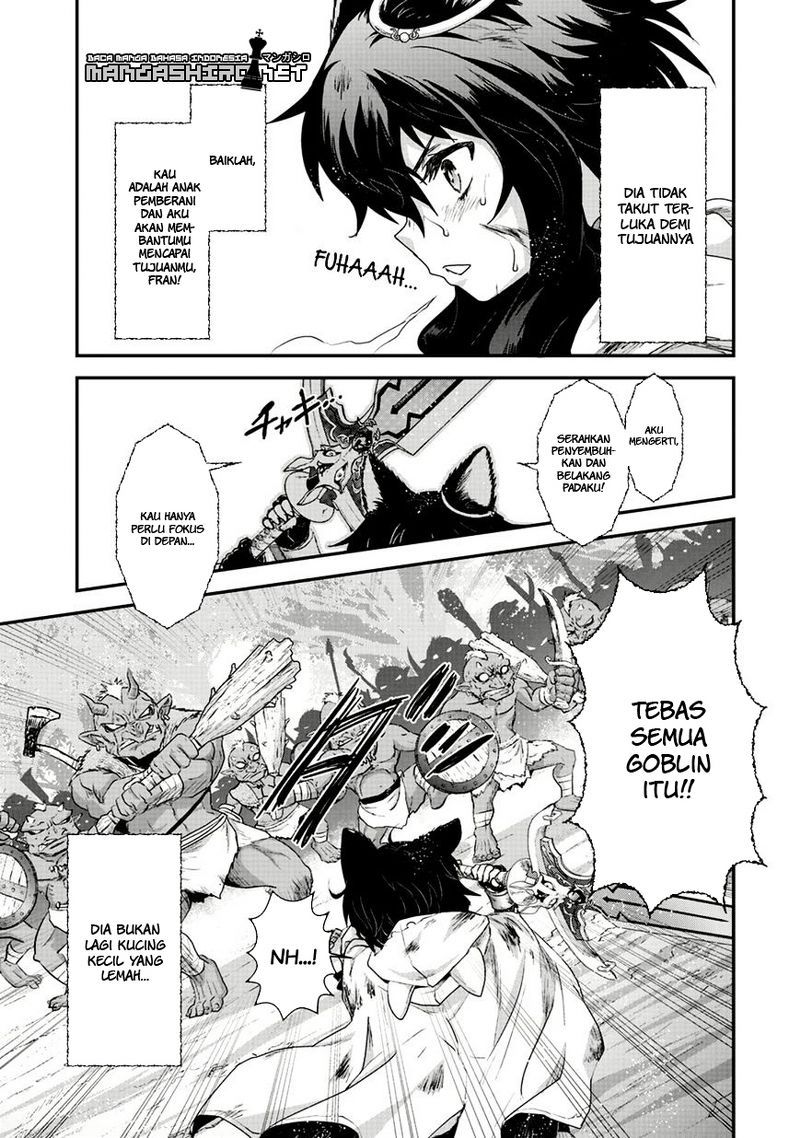 BACA MANGA BAHASA INDONESIA マンガシロ
MANGASHIRO.NET
DIA TIDAK
TAKUT TER-
LUKA DEMI
TUJUANNYA
FUHAAAH...
BAIKLAH,
KAU
ADALAH ANAK
PEMBERANI
DAN AKU
AKAN MEM-
BANTUMU
MENCAPAI
TUJUANMU,
FRAN!
AKU
MENGERTI,
SERAHKAN
PENYEMBUH-
KAN DAN
BELAKANG
PADAKU!
チャキ...
KAU HANYA
PERLU FOKUS
DI DEPAN...
TEBAS
SEMUA
GOBLIN
ITU!!
ダッ
NH...!
DIA BUKAN
LAGI KUCING
KECIL YANG
LEMAH...